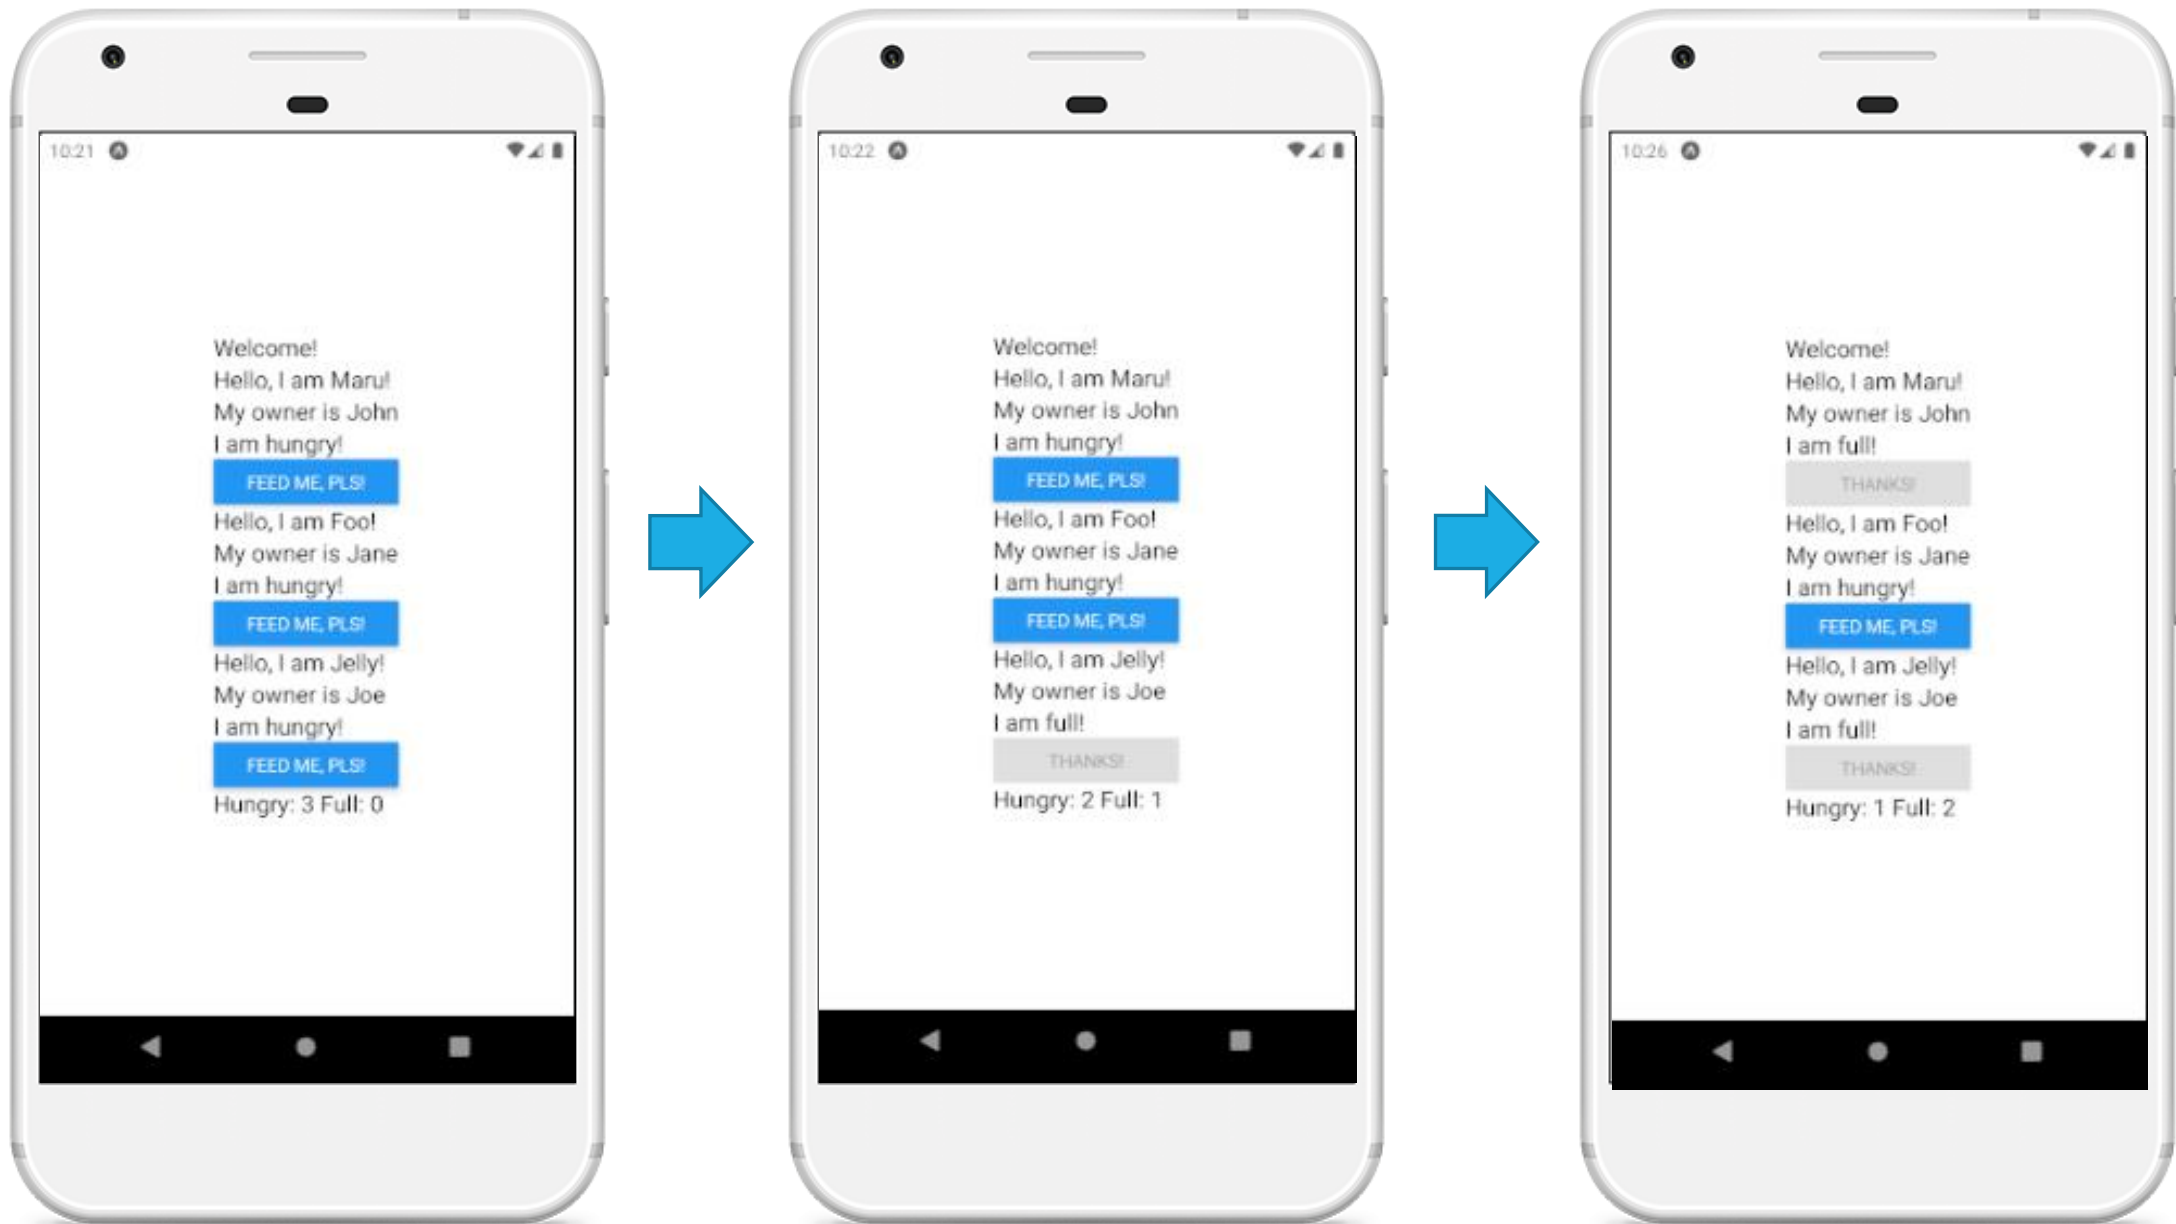 10:21
Welcome!
Hello, I am Maru!
My owner is John
I am hungry!
FEED ME, PLS!
Hello, I am Foo!
My owner is Jane
I am hungry!
FEED ME, PLS!
Hello, I am Jelly!
My owner is Joe
I am hungry!
FEED ME, PLS!
Hungry: 3 Full: 0
10:22
Welcome!
Hello, I am Maru!
My owner is John
I am hungry!
FEED ME, PLS!
Hello, I am Foo!
My owner is Jane
I am hungry!
FEED ME, PLS!
Hello, I am Jelly!
My owner is Joe
I am full!
THANKS!
Hungry: 2 Full: 1
10:26
Welcome!
Hello, I am Maru!
My owner is John
I am full!
THANKS!
Hello, I am Foo!
My owner is Jane
I am hungry!
FEED ME, PLS!
Hello, I am Jelly!
My owner is Joe
I am full!
THANKS!
Hungry: 1 Full: 2